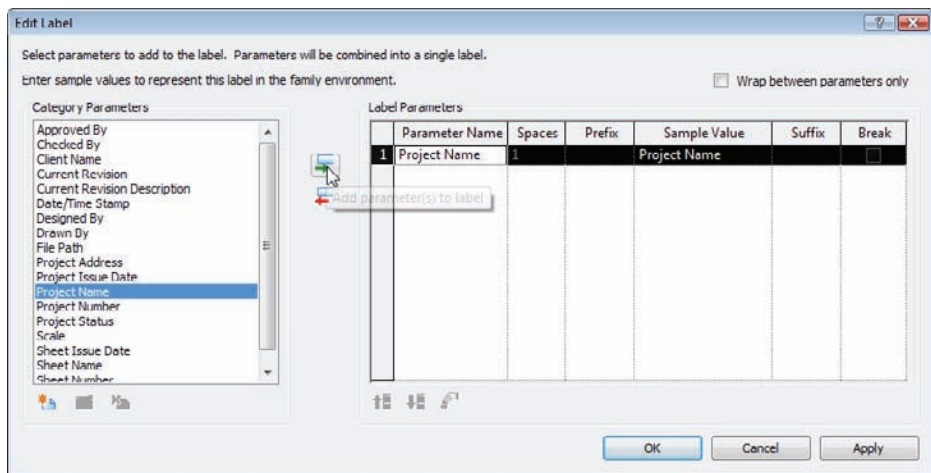 Edit Label
Select parameters to add to the label. Parameters will be combined into a single label.
Enter sample values to represent this label in the family environment.
Wrap between parameters only
Category Parameters
Approved By
Checked By
Client Name
Current Revision
Current Revision Description
Date/Time Stamp
Designed By
Drawn By
File Path
Project Address
Project Issue Date
Project Name
Project Number
Project Status
Scale
Sheet Issue Date
Sheet Name
Sheet Number
Add parameter(s) to label
Label Parameters
Parameter Name Spaces Prefix Sample Value Suffix Break
1 Project Name 1 Project Name
OK Cancel Apply